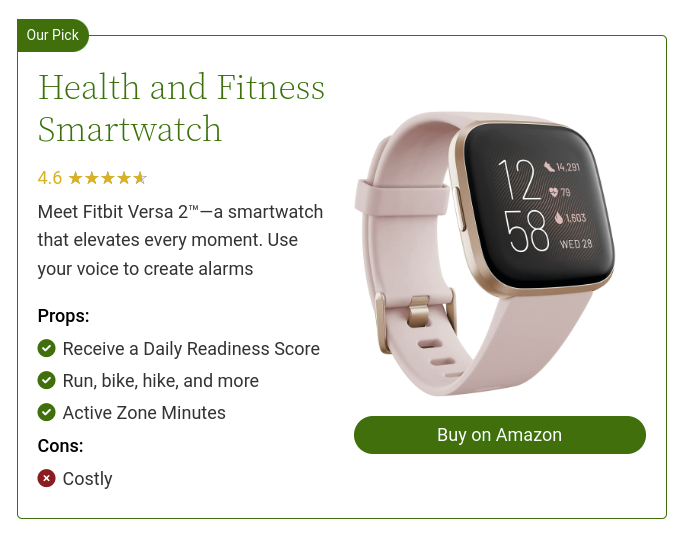 Our Pick
Health and Fitness
Smartwatch
4.6
Meet Fitbit Versa 2™—a smartwatch
that elevates every moment. Use
your voice to create alarms
Props:
Receive a Daily Readiness Score
Run, bike, hike, and more
Active Zone Minutes
Cons:
Costly
12
58
14,291
79
1,603
WED 28
Buy on Amazon